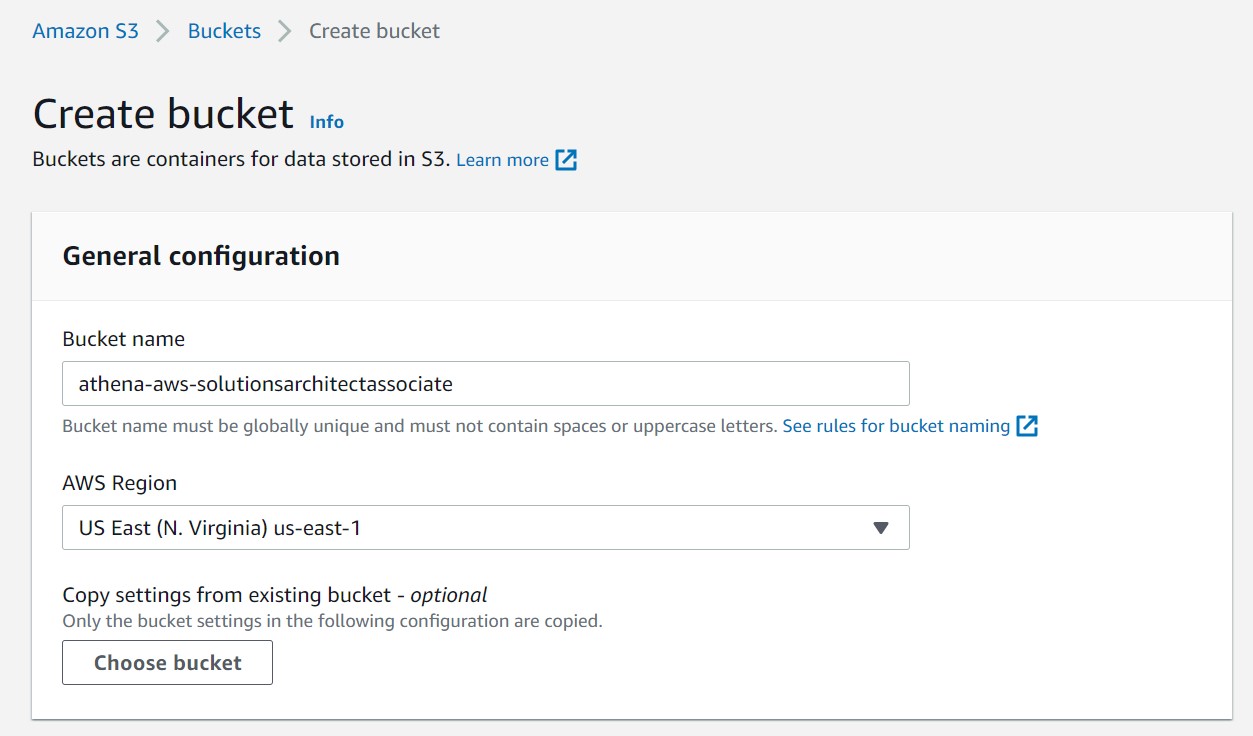 Amazon S3 > Buckets > Create bucket
Create bucket Info
Buckets are containers for data stored in S3. Learn more
General configuration
Bucket name
athena-aws-solutionsarchitectassociate
Bucket name must be globally unique and must not contain spaces or uppercase letters. See rules for bucket naming
AWS Region
US East (N. Virginia) us-east-1
Copy settings from existing bucket - optional
Only the bucket settings in the following configuration are copied.
Choose bucket